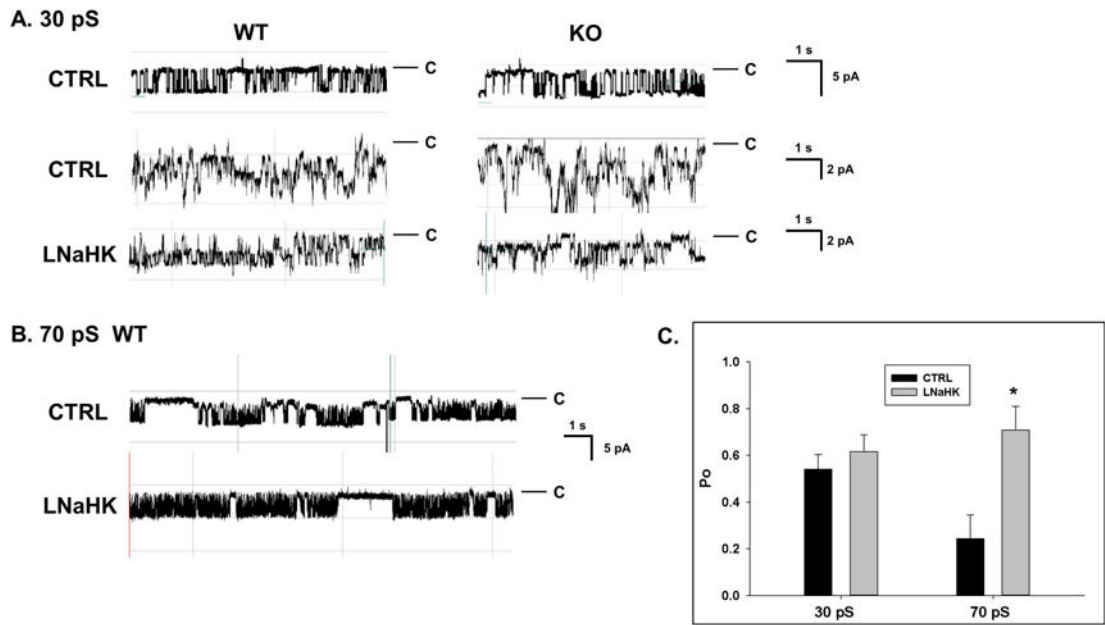 A. 30 pS
WT
KO
CTRL
C
C
1 s
5 pA
CTRL
C
C
1 s
2 pA
LNaHK
C
C
1 s
2 pA
B. 70 pS WT
CTRL
C
1 s
5 pA
LNaHK
C
C.
1.0
0.8
0.6
0.4
0.2
0.0
Po
CTRL
LNaHK
*
30 pS
70 pS